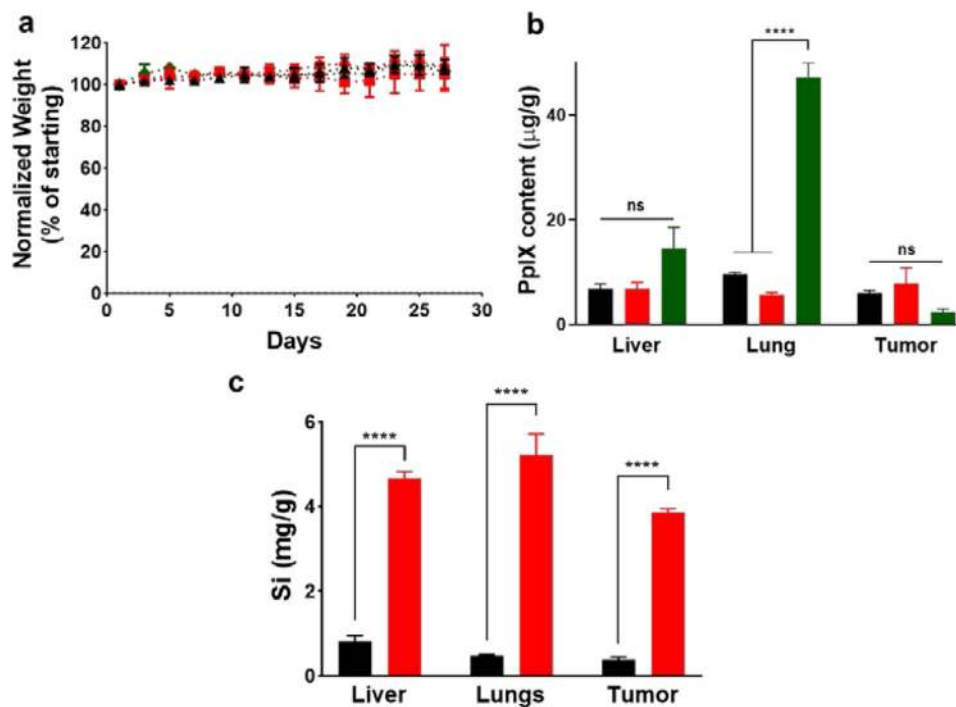 a
Normalized Weight
(% of starting)
120
100
80
60
40
20
0
0 5 10 15 20 25 30
Days
b
PpIX content (μg/g)
40
20
0
ns
****
ns
Liver Lung Tumor
c
Si (mg/g)
6
4
2
0
****
****
****
Liver Lungs Tumor